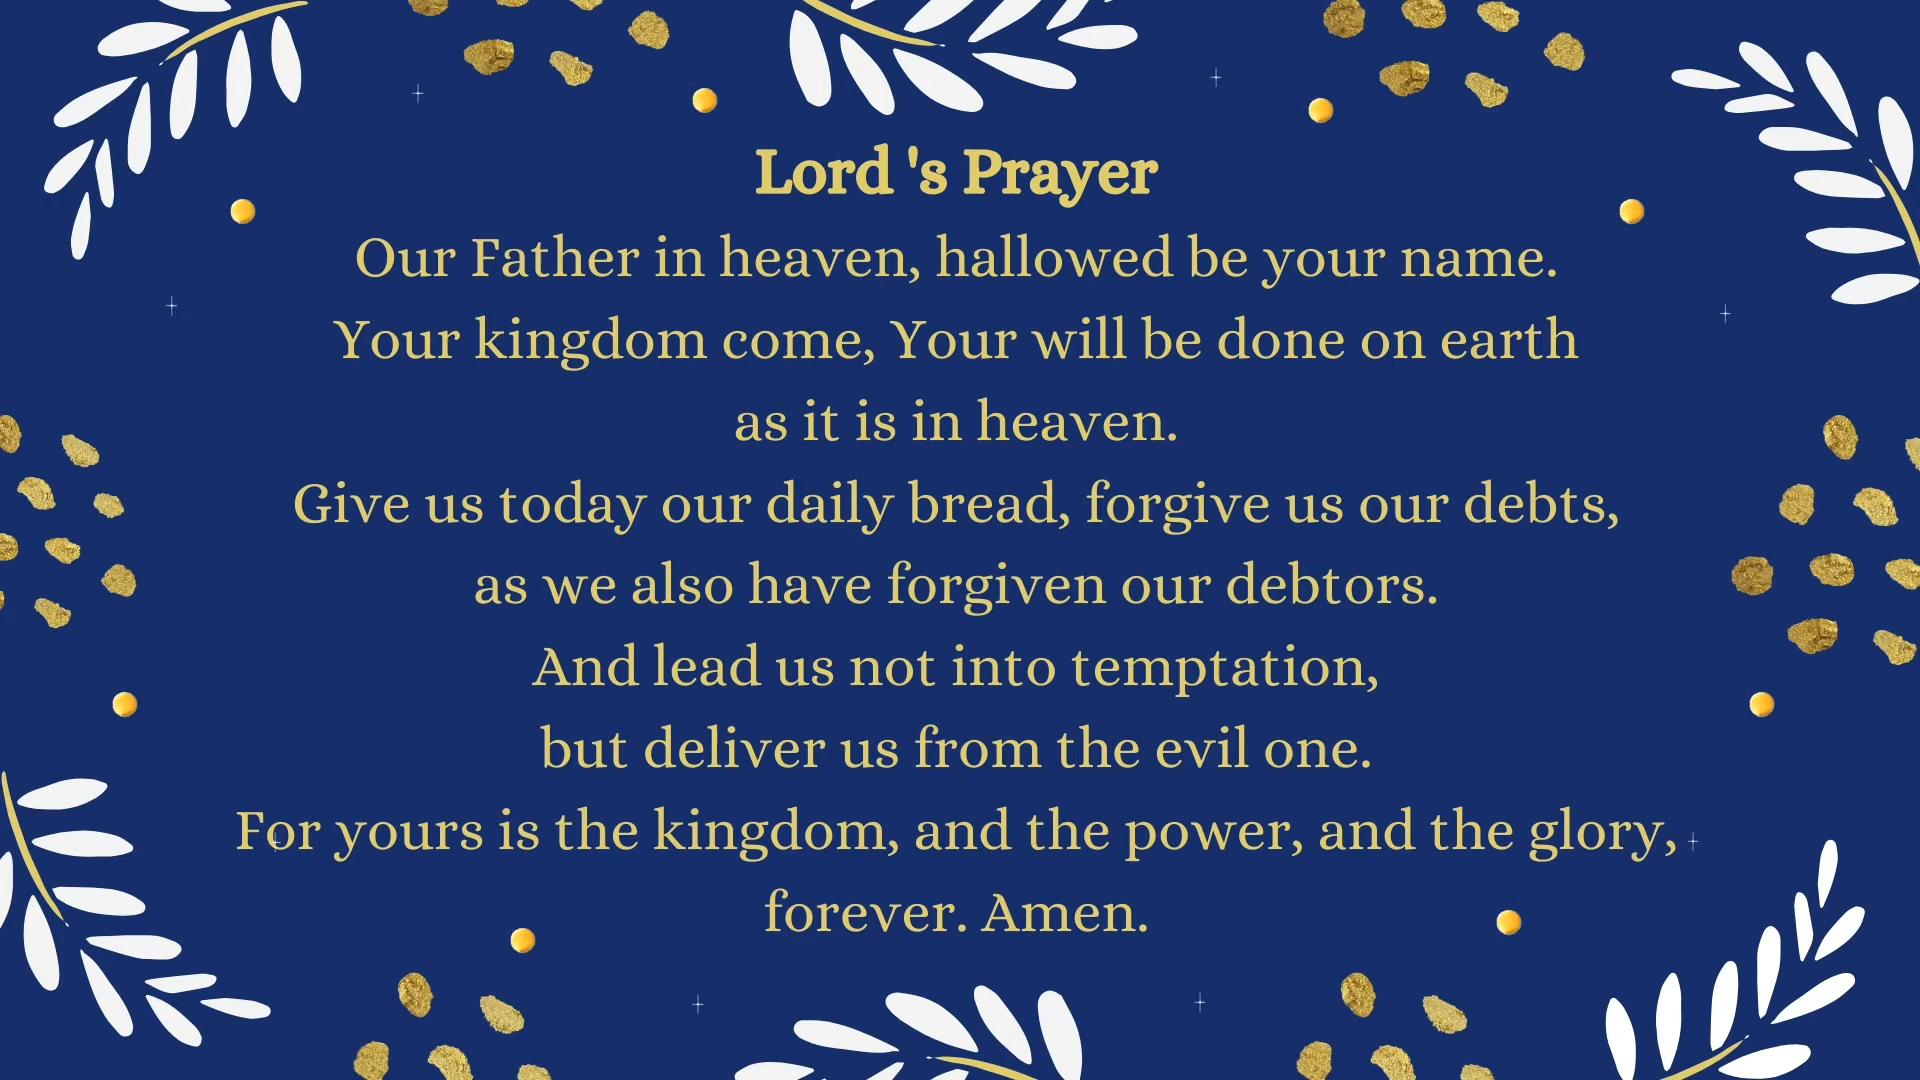 Lord 's Prayer
Our Father in heaven, hallowed be your name.
Your kingdom come, Your will be done on earth
as it is in heaven.
Give us today our daily bread, forgive us our debts,
as we also have forgiven our debtors.
And lead us not into temptation,
but deliver us from the evil one.
For yours is the kingdom, and the power, and the glory,
forever. Amen.